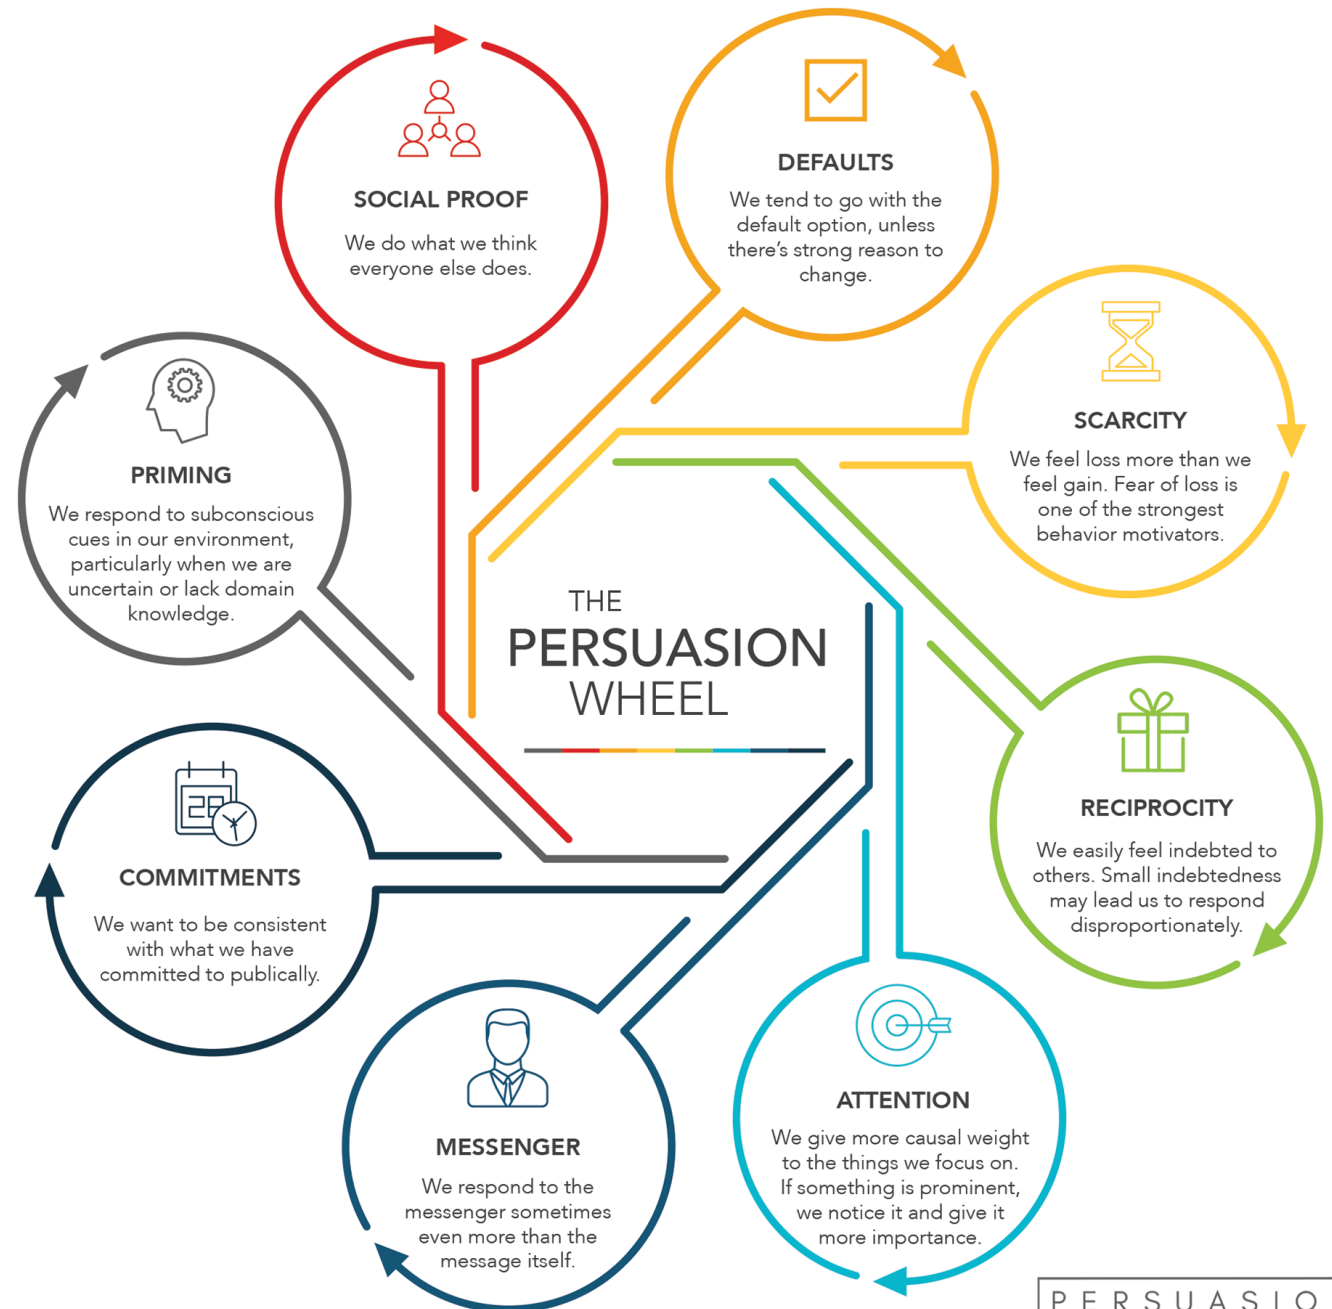 SOCIAL PROOF
We do what we think
everyone else does.
DEFAULTS
We tend to go with the
default option, unless
there's strong reason to
change.
SCARCITY
We feel loss more than we
feel gain. Fear of loss is
one of the strongest
behavior motivators.
PRIMING
We respond to subconscious
cues in our environment,
particularly when we are
uncertain or lack domain
knowledge.
THE
PERSUASION
WHEEL
RECIPROCITY
We easily feel indebted to
others. Small indebtedness
may lead us to respond
disproportionately.
28
COMMITMENTS
We want to be consistent
with what we have
committed to publically.
ATTENTION
We give more causal weight
to the things we focus on.
If something is prominent,
we notice it and give it
more importance.
MESSENGER
We respond to the
messenger sometimes
even more than the
message itself.
PERSUASIO